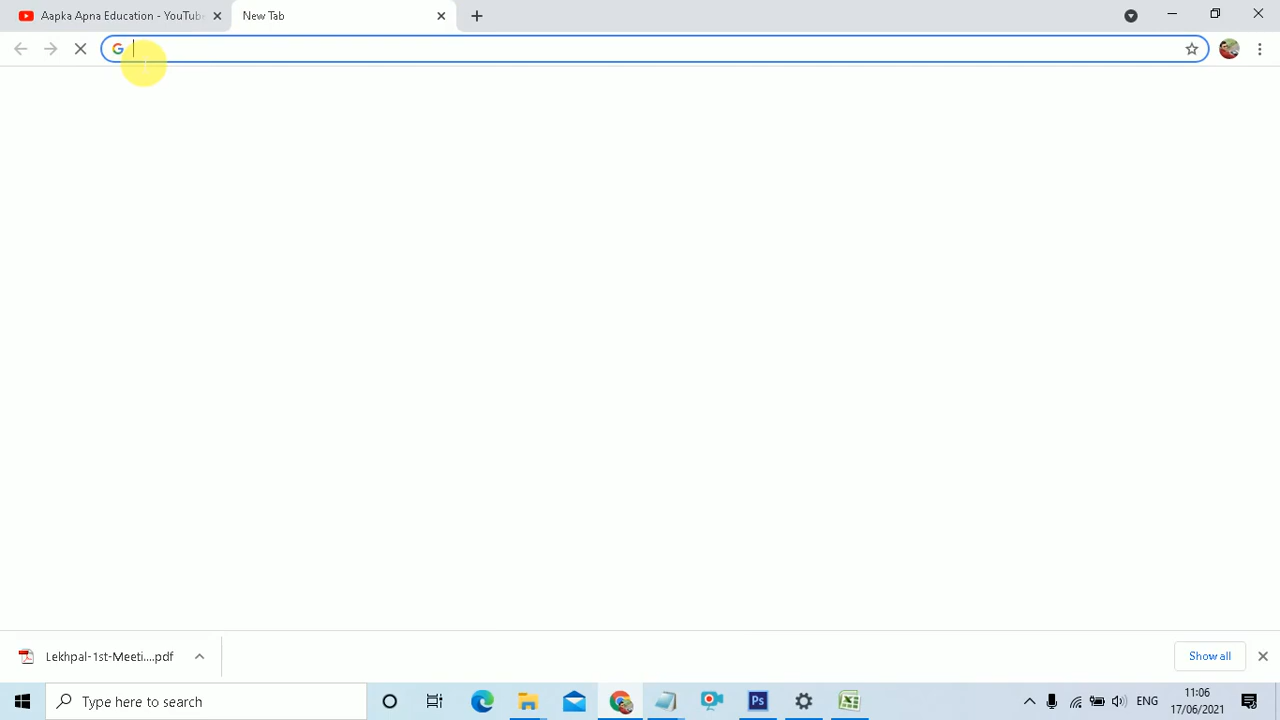 Aapka Apna Education - YouTube
New Tab
Lekhpal-1st-Meeti....pdf
Show all
Type here to search
ENG
11:06
17/06/2021